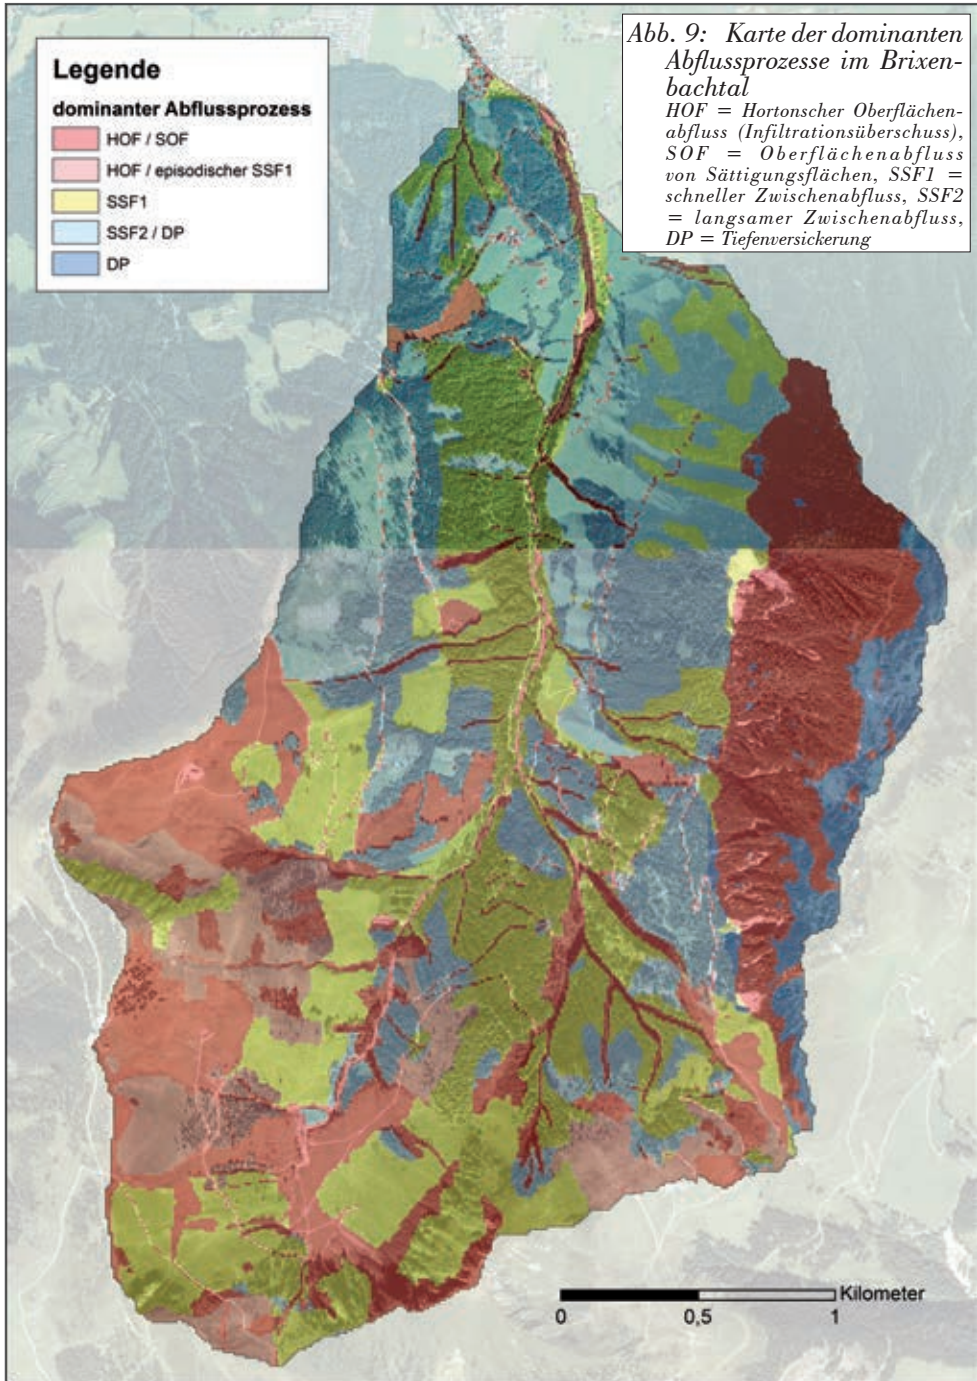 Legende
dominanter Abflussprozess
HOF / SOF
HOF / episodischer SSF1
SSF1
SSF2 / DP
DP
Abb. 9: Karte der dominanten
Abflussprozesse im Brixen-
bachtal
HOF = Hortonscher Oberflächen-
abfluss (Infiltrationsüberschuss),
SOF = Oberflächenabfluss
von Sättigungsflächen, SSF1 =
schneller Zwischenabfluss, SSF2
= langsamer Zwischenabfluss,
DP = Tiefenversickerung
Kilometer
0 0,5 1